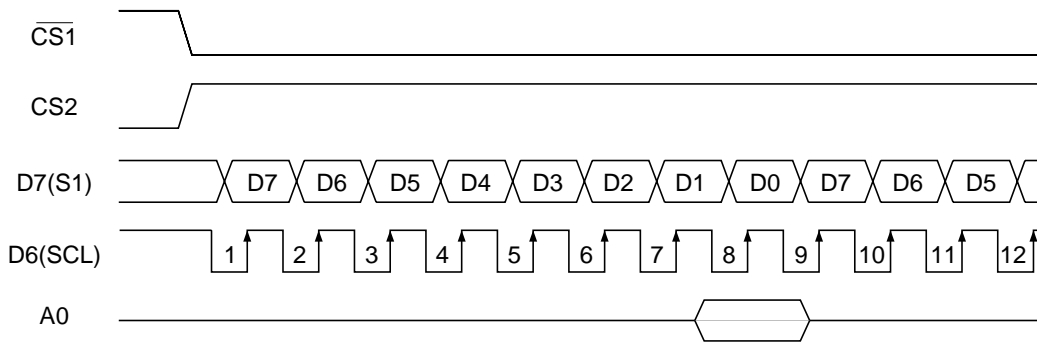 CS1
CS2
D7(S1) D7 D6 D5 D4 D3 D2 D1 D0 D7 D6 D5
D6(SCL) 1 2 3 4 5 6 7 8 9 10 11 12
A0